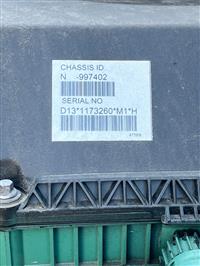 CHASSIS ID
N -997402
SERIAL NO
D13*1173260*M1*H